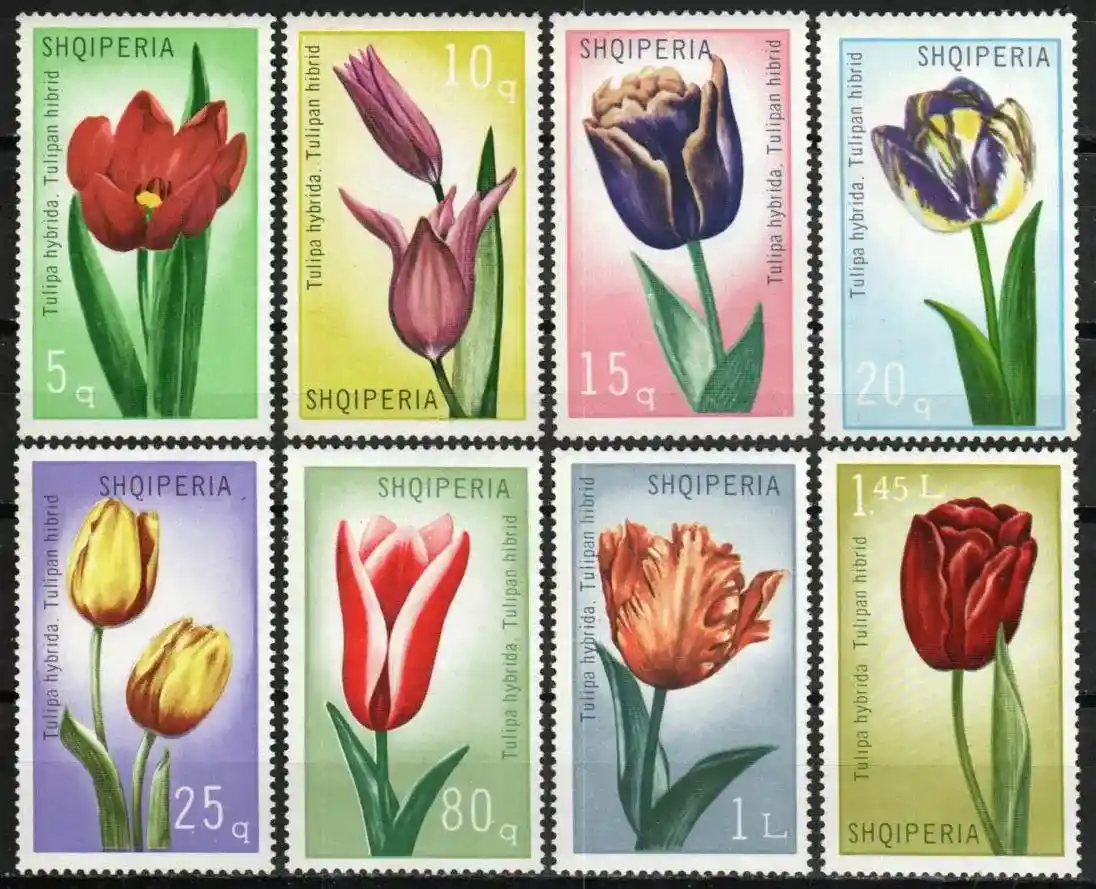 SHQIPERIA
Tulipa hybrida. Tulipan hibrid
5q
10q
Tulipa hybrida. Tulipan hibrid
SHQIPERIA
SHQIPERIA
Tulipa hybrida. Tulipan hibrid
15q
SHQIPERIA
Tulipa hybrida. Tulipan hibrid
20q
SHQIPERIA
Tulipa hybrida. Tulipan hibrid
25q
SHQIPERIA
Tulipa hybrida, Tulipan hibrid
80q
SHQIPERIA
Tulipa hybrida. Tulipan hibrid
1L
1.45 L
Tulipa hybrida Tulipan hibrid
SHQIPERIA